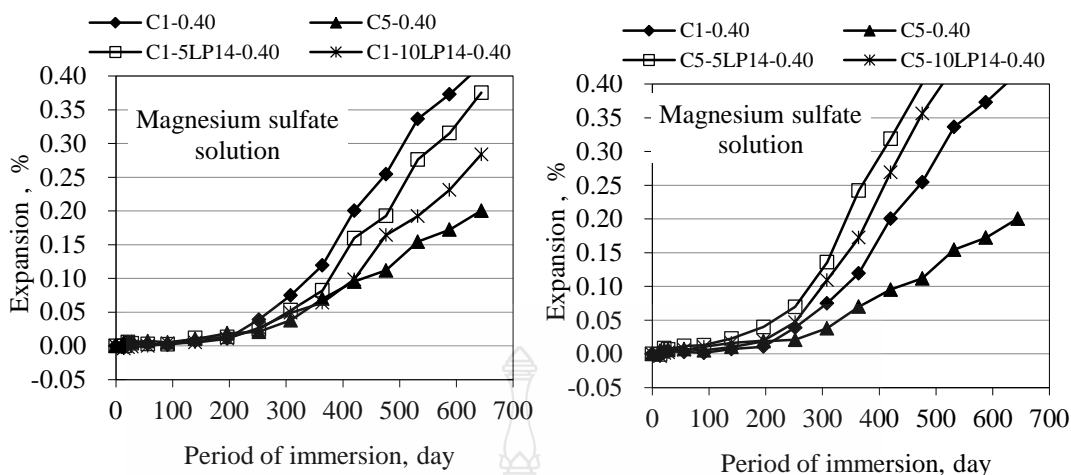 C1-0.40 C5-0.40
C1-5LP14-0.40 C1-10LP14-0.40
0.40
0.35
0.30
0.25
0.20
0.15
0.10
0.05
0.00
-0.05
Expansion , %
Magnesium sulfate
solution
0 100 200 300 400 500 600 700
Period of immersion, day
C1-0.40 C5-0.40
C5-5LP14-0.40 C5-10LP14-0.40
0.40
0.35
0.30
0.25
0.20
0.15
0.10
0.05
0.00
-0.05
Expansion , %
Magnesium sulfate
solution
0 100 200 300 400 500 600 700
Period of immersion, day